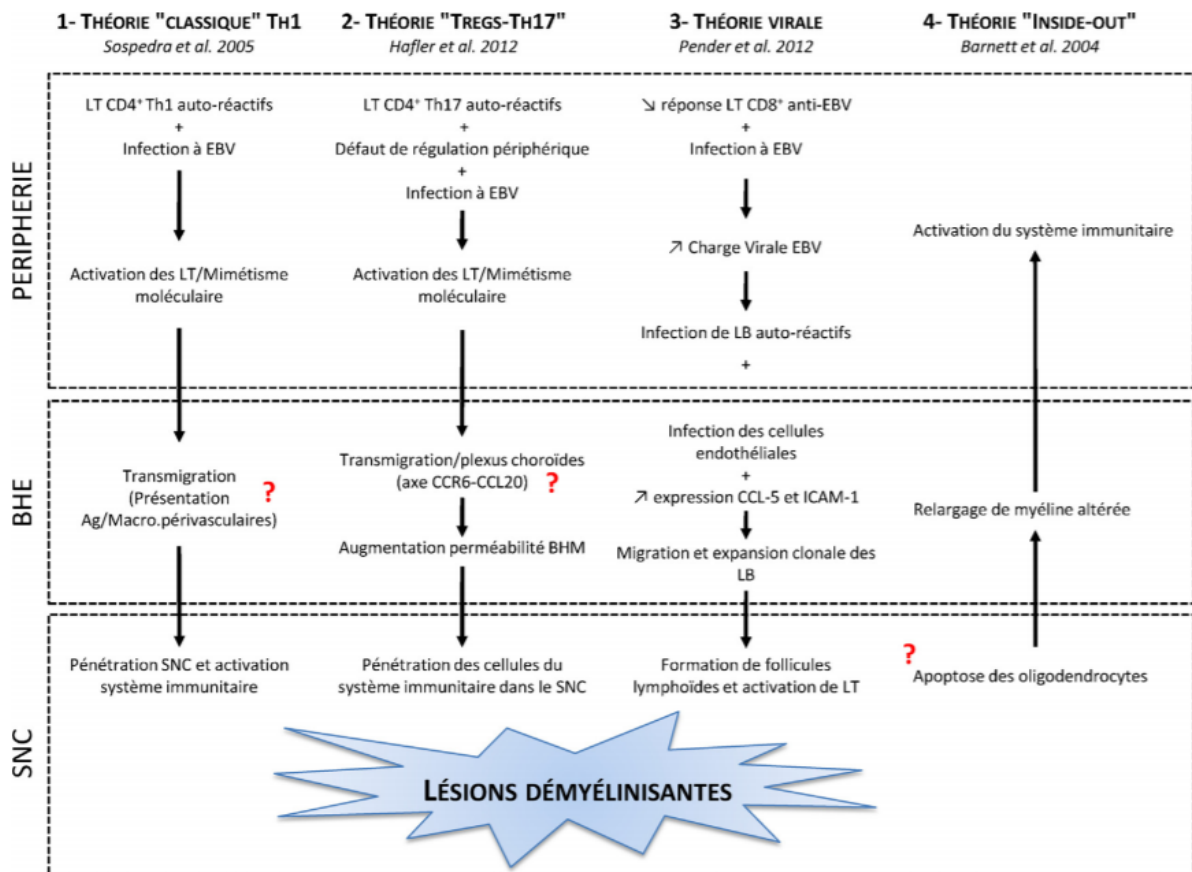 1- THÉORIE "CLASSIQUE" TH1
Sospedra et al. 2005
2- THÉORIE "TREGS-TH17"
Hafler et al. 2012
3- THÉORIE VIRALE
Pender et al. 2012
4- THÉORIE "INSIDE-OUT"
Barnett et al. 2004
PERIPHERIE
LT CD4⁺ Th1 auto-réactifs
+
Infection à EBV
Activation des LT/Mimétisme
moléculaire
LT CD4⁺ Th17 auto-réactifs
+
Défaut de régulation périphérique
+
Infection à EBV
Activation des LT/Mimétisme
moléculaire
↘ réponse LT CD8⁺ anti-EBV
+
Infection à EBV
↗ Charge Virale EBV
Infection de LB auto-réactifs
+
Activation du système immunitaire
BHE
Transmigration
(Présentation
Ag/Macro.périvasculaires)
?
Transmigration/plexus choroïdes
(axe CCR6-CCL20)
?
Augmentation perméabilité BHM
Infection des cellules
endothéliales
+
↗ expression CCL-5 et ICAM-1
Migration et expansion clonale des
LB
Relargage de myéline altérée
SNC
Pénétration SNC et activation
système immunitaire
Pénétration des cellules du
système immunitaire dans le SNC
Formation de follicules
lymphoïdes et activation de LT
?
Apoptose des oligodendrocytes
LÉSIONS DÉMYÉLINISANTES